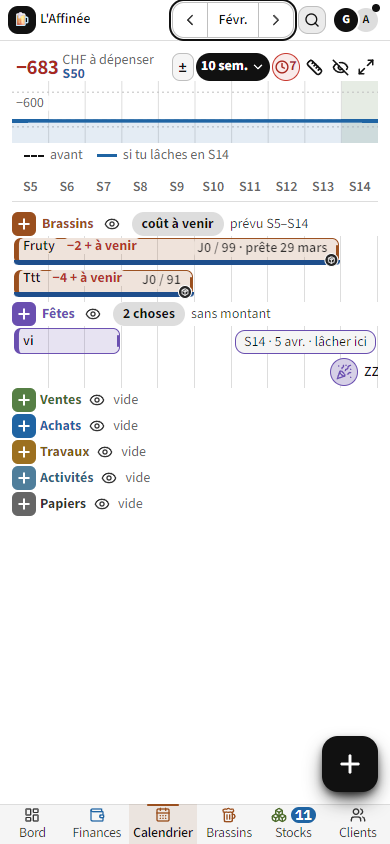 L'Affinée
Févr.
G
A
−683 CHF à dépenser
S50
±
10 sem.
7
−600
avant
si tu lâches en S14
S5 S6 S7 S8 S9 S10 S11 S12 S13 S14
Brassins coût à venir prévu S5–S14
Fruty −2 + à venir J0 / 99 · prête 29 mars
Ttt −4 + à venir J0 / 91
Fêtes 2 choses sans montant
vi S14 · 5 avr. · lâcher ici
ZZ
Ventes vide
Achats vide
Travaux vide
Activités vide
Papiers vide
11
Bord Finances Calendrier Brassins Stocks Clients